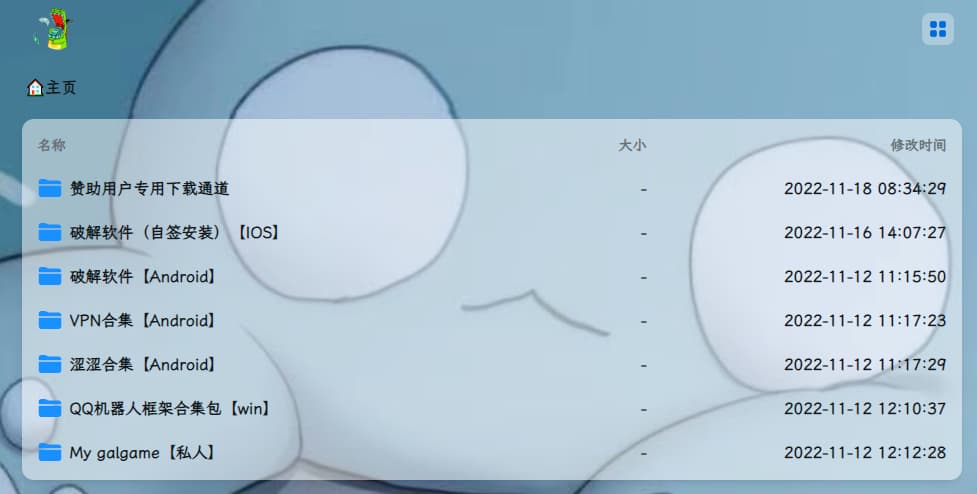 主页
名称 大小 修改时间
赞助用户专用下载通道 - 2022-11-18 08:34:29
破解软件（自签安装）【IOS】 - 2022-11-16 14:07:27
破解软件【Android】 - 2022-11-12 11:15:50
VPN合集【Android】 - 2022-11-12 11:17:23
涩涩合集【Android】 - 2022-11-12 11:17:29
QQ机器人框架合集包【win】 - 2022-11-12 12:10:37
My galgame【私人】 - 2022-11-12 12:12:28